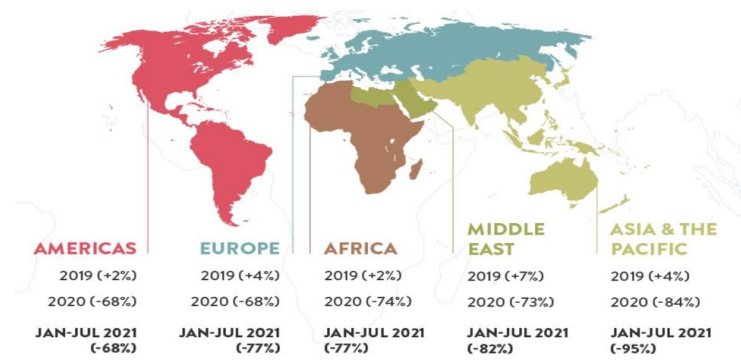 AMERICAS
2019 (+2%)
2020 (-68%)
JAN-JUL 2021
(-68%)
EUROPE
2019 (+4%)
2020 (-68%)
JAN-JUL 2021
(-77%)
AFRICA
2019 (+2%)
2020 (-74%)
JAN-JUL 2021
(-77%)
MIDDLE
EAST
2019 (+7%)
2020 (-73%)
JAN-JUL 2021
(-82%)
ASIA & THE
PACIFIC
2019 (+4%)
2020 (-84%)
JAN-JUL 2021
(-95%)